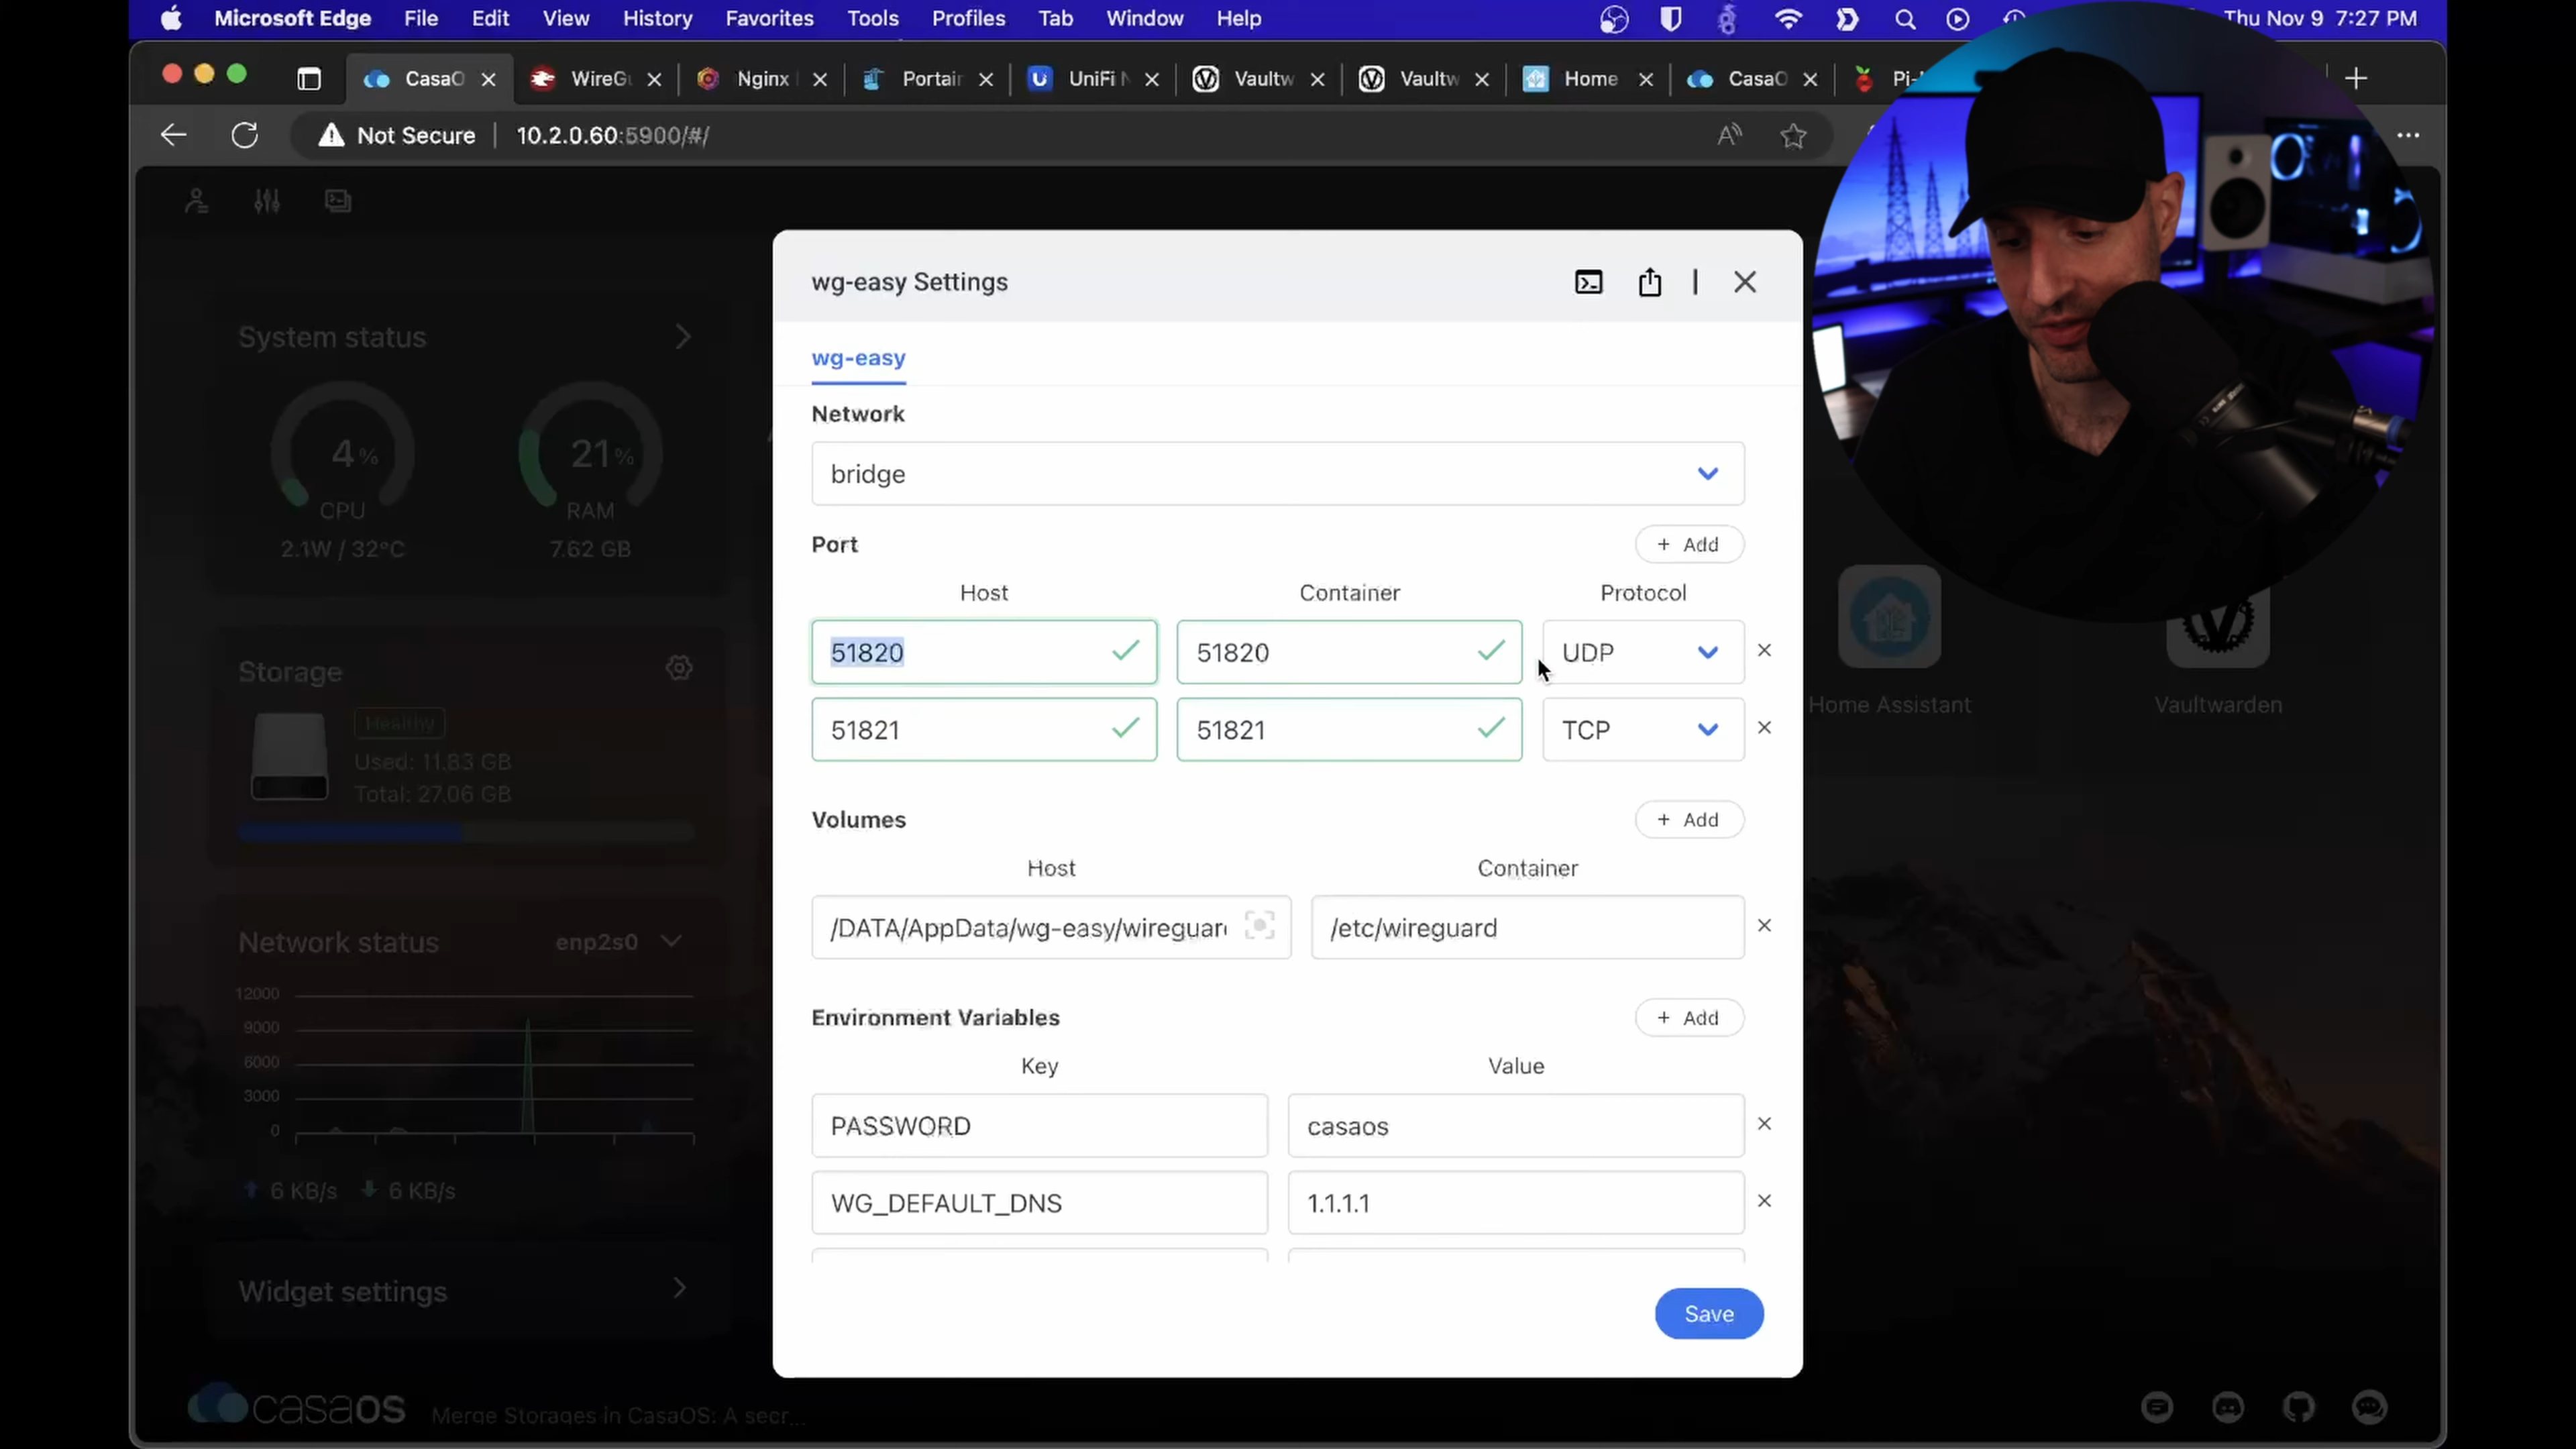 Microsoft Edge File Edit View History Favorites Tools Profiles Tab Window Help Thu Nov 9 7:27 PM
CasaO WireGu Nginx Portair UniFi N Vaultw Vaultw Home CasaO Pi-
Not Secure 10.2.0.60:5900/#/
wg-easy Settings
wg-easy
Network
bridge
Port + Add
Host Container Protocol
51820 51820 UDP
51821 51821 TCP
Volumes + Add
Host Container
/DATA/AppData/wg-easy/wireguar /etc/wireguard
Environment Variables + Add
Key Value
PASSWORD casaos
WG_DEFAULT_DNS 1.1.1.1
Save
System status
4% 21%
CPU RAM
2.1W / 32°C 7.62 GB
Storage
Healthy
Used: 11.83 GB
Total: 27.06 GB
Network status enp2s0
12000
9000
6000
3000
0
6 KB/s 6 KB/s
Widget settings
Home Assistant Vaultwarden
casaos Merge Storages in CasaOS: A secr...